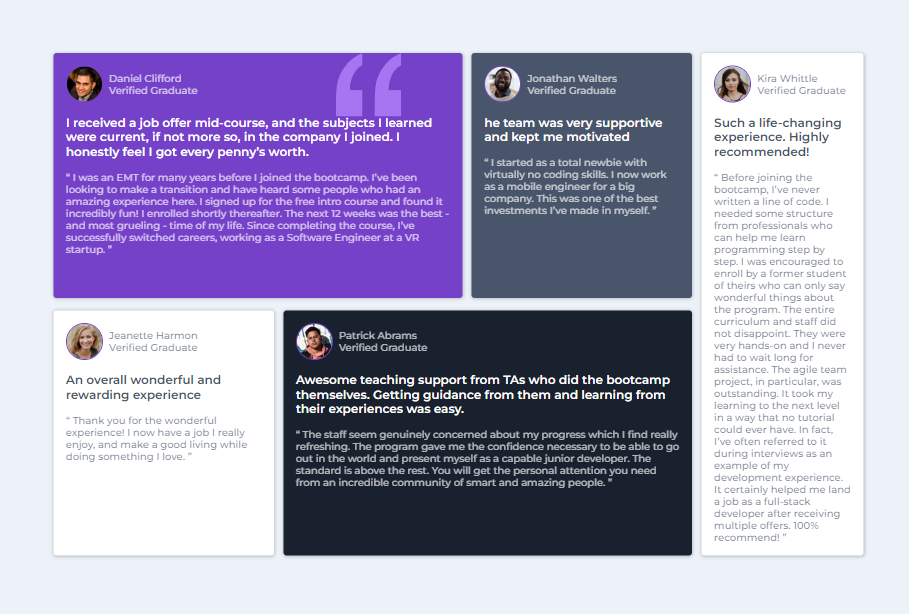 Daniel Clifford
Verified Graduate
I received a job offer mid-course, and the subjects I learned
were current, if not more so, in the company I joined. I
honestly feel I got every penny’s worth.
“ I was an EMT for many years before I joined the bootcamp. I’ve been
looking to make a transition and have heard some people who had an
amazing experience here. I signed up for the free intro course and found it
incredibly fun! I enrolled shortly thereafter. The next 12 weeks was the best -
and most grueling - time of my life. Since completing the course, I’ve
successfully switched careers, working as a Software Engineer at a VR
startup. ”
Jonathan Walters
Verified Graduate
he team was very supportive
and kept me motivated
“ I started as a total newbie with
virtually no coding skills. I now work
as a mobile engineer for a big
company. This was one of the best
investments I’ve made in myself. ”
Kira Whittle
Verified Graduate
Such a life-changing
experience. Highly
recommended!
“ Before joining the
bootcamp, I’ve never
written a line of code. I
needed some structure
from professionals who
can help me learn
programming step by
step. I was encouraged to
enroll by a former student
of theirs who can only say
wonderful things about
the program. The entire
curriculum and staff did
not disappoint. They were
very hands-on and I never
had to wait long for
assistance. The agile team
project, in particular, was
outstanding. It took my
learning to the next level
in a way that no tutorial
could ever have. In fact,
I’ve often referred to it
during interviews as an
example of my
development experience.
It certainly helped me land
a job as a full-stack
developer after receiving
multiple offers. 100%
recommend! ”
Jeanette Harmon
Verified Graduate
An overall wonderful and
rewarding experience
“ Thank you for the wonderful
experience! I now have a job I really
enjoy, and make a good living while
doing something I love. ”
Patrick Abrams
Verified Graduate
Awesome teaching support from TAs who did the bootcamp
themselves. Getting guidance from them and learning from
their experiences was easy.
“ The staff seem genuinely concerned about my progress which I find really
refreshing. The program gave me the confidence necessary to be able to go
out in the world and present myself as a capable junior developer. The
standard is above the rest. You will get the personal attention you need
from an incredible community of smart and amazing people. ”